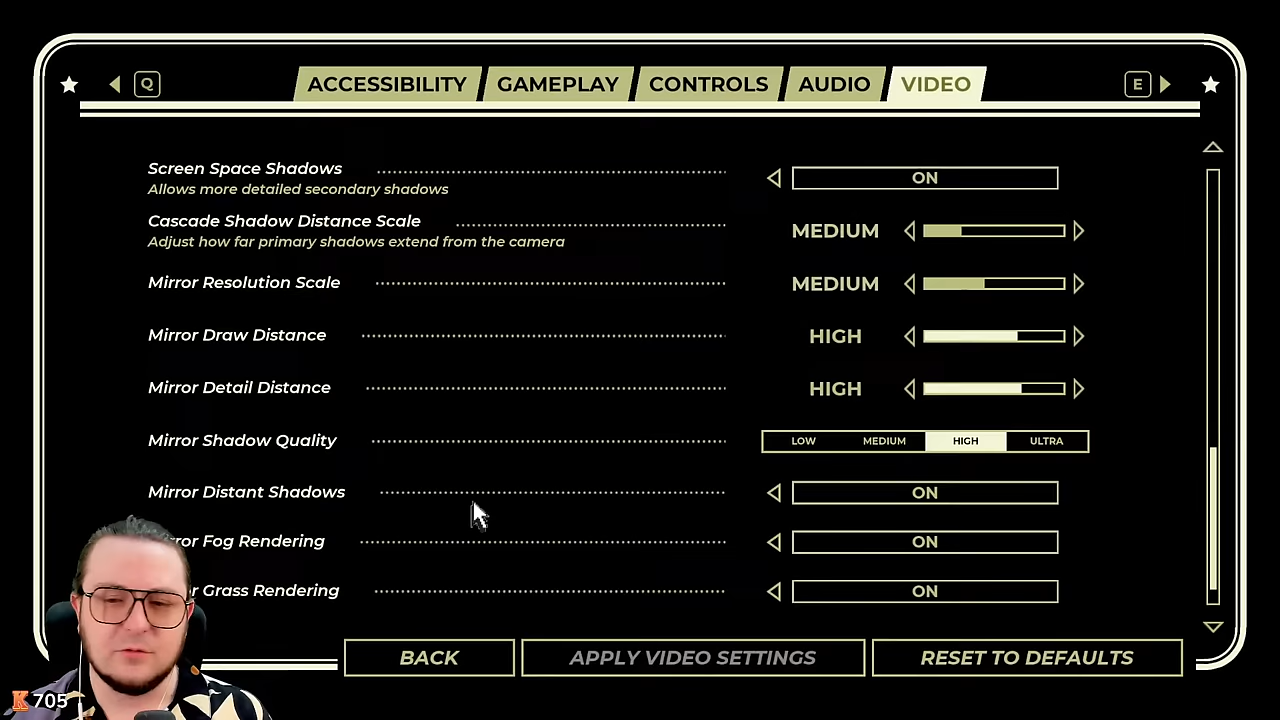 Q
ACCESSIBILITY
GAMEPLAY
CONTROLS
AUDIO
VIDEO
E
Screen Space Shadows
ON
Allows more detailed secondary shadows
Cascade Shadow Distance Scale
MEDIUM
Adjust how far primary shadows extend from the camera
Mirror Resolution Scale
MEDIUM
Mirror Draw Distance
HIGH
Mirror Detail Distance
HIGH
Mirror Shadow Quality
LOW MEDIUM HIGH ULTRA
Mirror Distant Shadows
ON
Fog Rendering
ON
Grass Rendering
ON
BACK
APPLY VIDEO SETTINGS
RESET TO DEFAULTS
K 705